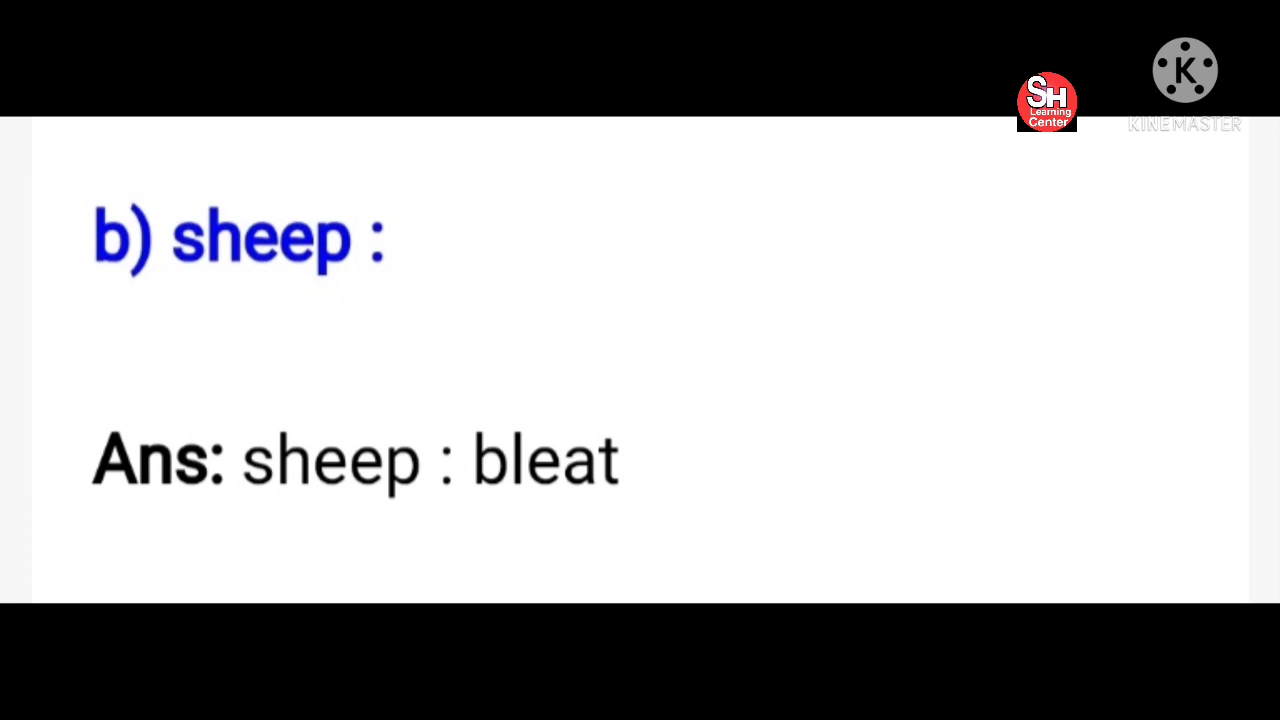 K
SH
Learning
Center
KINEMASTER
b) sheep :
Ans: sheep : bleat